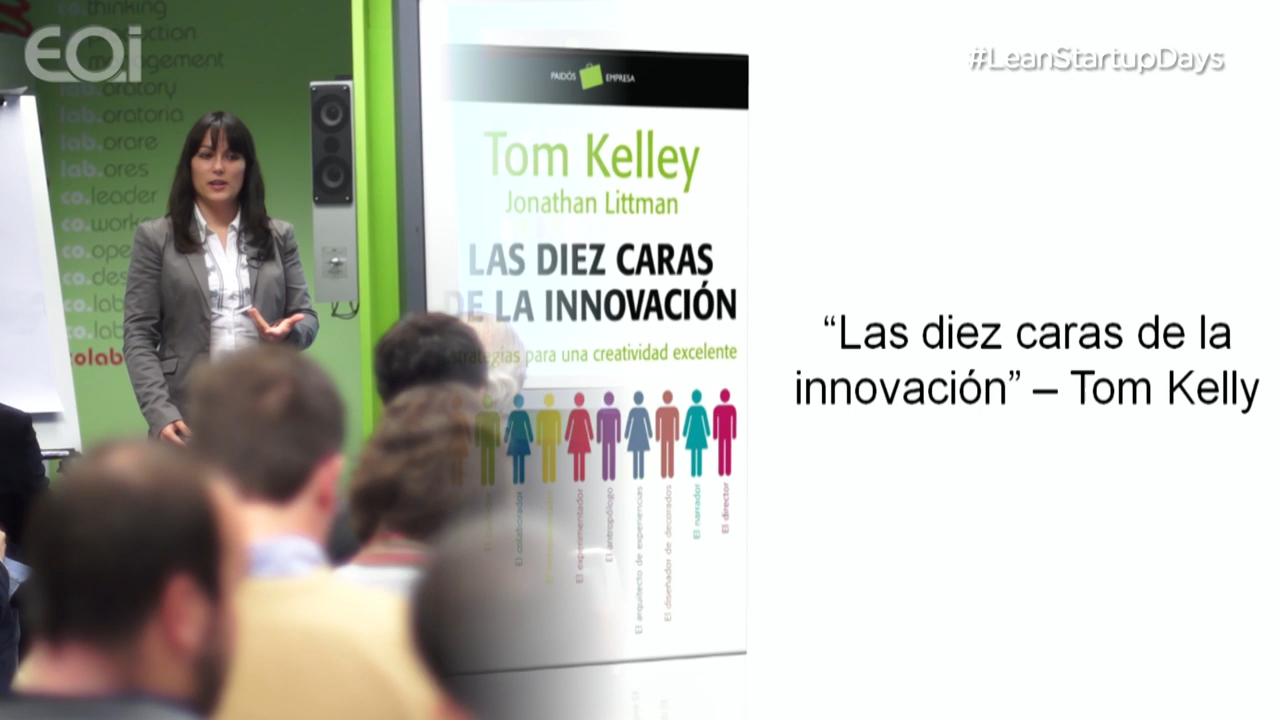 EOi
#LeanStartupDays
co.thinking
management
lab.oratory
lab.oratoria
lab.orare
lab.ores
co.leader
PAIDÓS EMPRESA
Tom Kelley
Jonathan Littman
LAS DIEZ CARAS
DE LA INNOVACIÓN
estrategias para una creatividad excelente
El colaborador
El experimentador
El antropólogo
El arquitecto de experiencias
El diseñador de decorados
El narrador
El director
“Las diez caras de la
innovación” – Tom Kelly